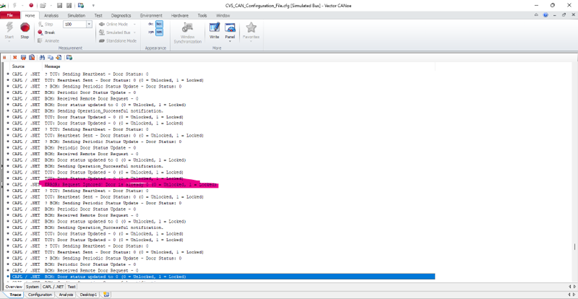 CVS_CAN_Configuration_File.cfg [Simulated Bus] - Vector CANoe
File Home Analysis Simulation Test Diagnostics Environment Hardware Tools Window
Start Stop Step 100 Break Animate Online Mode Simulated Bus Standalone Mode
Window Synchronization Write Panel Favorites
Measurement Appearance More
Source Message
CAPL / .NET ? TCU: Sending Heartbeat - Door Status: 0
CAPL / .NET TCU: Heartbeat Sent - Door Status: 0 (0 = Unlocked, 1 = Locked)
CAPL / .NET ? BCM: Sending Periodic Status Update - Door Status: 0
CAPL / .NET BCM: Periodic Door Status Update - 0
CAPL / .NET BCM: Received Remote Door Request - 0
CAPL / .NET BCM: Door status updated to 0 (0 = Unlocked, 1 = Locked)
CAPL / .NET BCM: Sending Operation_Successful notification.
CAPL / .NET TCU: Door Status Updated - 0 (0 = Unlocked, 1 = Locked)
CAPL / .NET TCU: Door Status Updated - 0 (0 = Unlocked, 1 = Locked)
CAPL / .NET ? TCU: Sending Heartbeat - Door Status: 0
CAPL / .NET TCU: Heartbeat Sent - Door Status: 0 (0 = Unlocked, 1 = Locked)
CAPL / .NET ? BCM: Sending Periodic Status Update - Door Status: 0
CAPL / .NET BCM: Periodic Door Status Update - 0
CAPL / .NET BCM: Received Remote Door Request - 0
CAPL / .NET BCM: Door status updated to 0 (0 = Unlocked, 1 = Locked)
CAPL / .NET BCM: Sending Operation_Successful notification.
CAPL / .NET TCU: Door Status Updated - 0 (0 = Unlocked, 1 = Locked)
CAPL / .NET
CAPL / .NET ? TCU: Sending Heartbeat - Door Status: 0
CAPL / .NET TCU: Heartbeat Sent - Door Status: 0 (0 = Unlocked, 1 = Locked)
CAPL / .NET ? BCM: Sending Periodic Status Update - Door Status: 0
CAPL / .NET BCM: Periodic Door Status Update - 0
CAPL / .NET BCM: Received Remote Door Request - 0
CAPL / .NET BCM: Door status updated to 0 (0 = Unlocked, 1 = Locked)
CAPL / .NET BCM: Sending Operation_Successful notification.
CAPL / .NET TCU: Door Status Updated - 0 (0 = Unlocked, 1 = Locked)
CAPL / .NET TCU: Door Status Updated - 0 (0 = Unlocked, 1 = Locked)
CAPL / .NET ? TCU: Sending Heartbeat - Door Status: 0
CAPL / .NET TCU: Heartbeat Sent - Door Status: 0 (0 = Unlocked, 1 = Locked)
CAPL / .NET ? BCM: Sending Periodic Status Update - Door Status: 0
CAPL / .NET BCM: Periodic Door Status Update - 0
CAPL / .NET BCM: Received Remote Door Request - 0
CAPL / .NET BCM: Door status updated to 0 (0 = Unlocked, 1 = Locked)
Overview System CAPL / .NET Test
Trace Configuration Analysis Desktop1